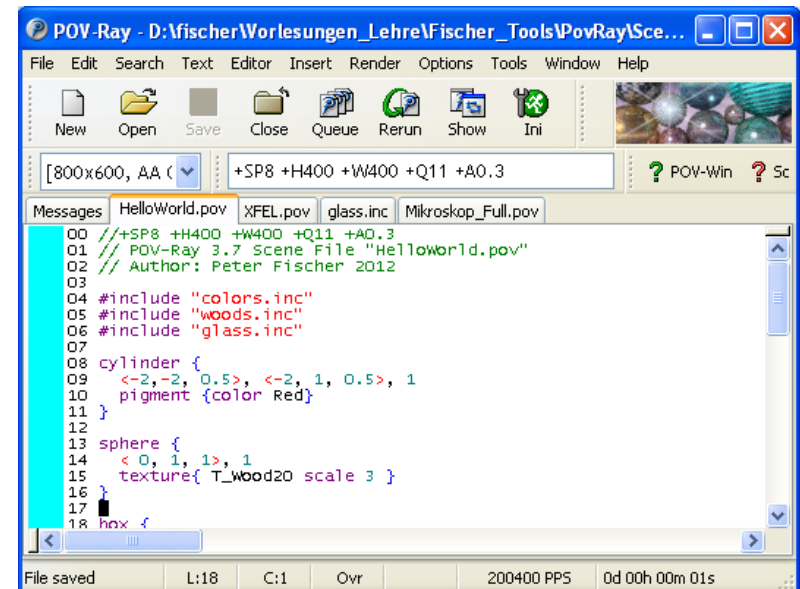 POV-Ray - D:\fischer\Vorlesungen_Lehre\Fischer_Tools\PovRay\Sce...
File Edit Search Text Editor Insert Render Options Tools Window Help
New Open Save Close Queue Rerun Show Ini
[800x600, AA ( +SP8 +H400 +W400 +Q11 +A0.3 ? POV-Win ? Sc
Messages HelloWorld.pov XFEL.pov glass.inc Mikroskop_Full.pov
00 //+SP8 +H400 +W400 +Q11 +A0.3
01 // POV-Ray 3.7 Scene File "HelloWorld.pov"
02 // Author: Peter Fischer 2012
03
04 #include "colors.inc"
05 #include "woods.inc"
06 #include "glass.inc"
07
08 cylinder {
09 <-2,-2, 0.5>, <-2, 1, 0.5>, 1
10 pigment {color Red}
11 }
12
13 sphere {
14 < 0, 1, 1>, 1
15 texture{ T_Wood20 scale 3 }
16 }
17
18 box {
File saved L:18 C:1 Ovr 200400 PPS 0d 00h 00m 01s